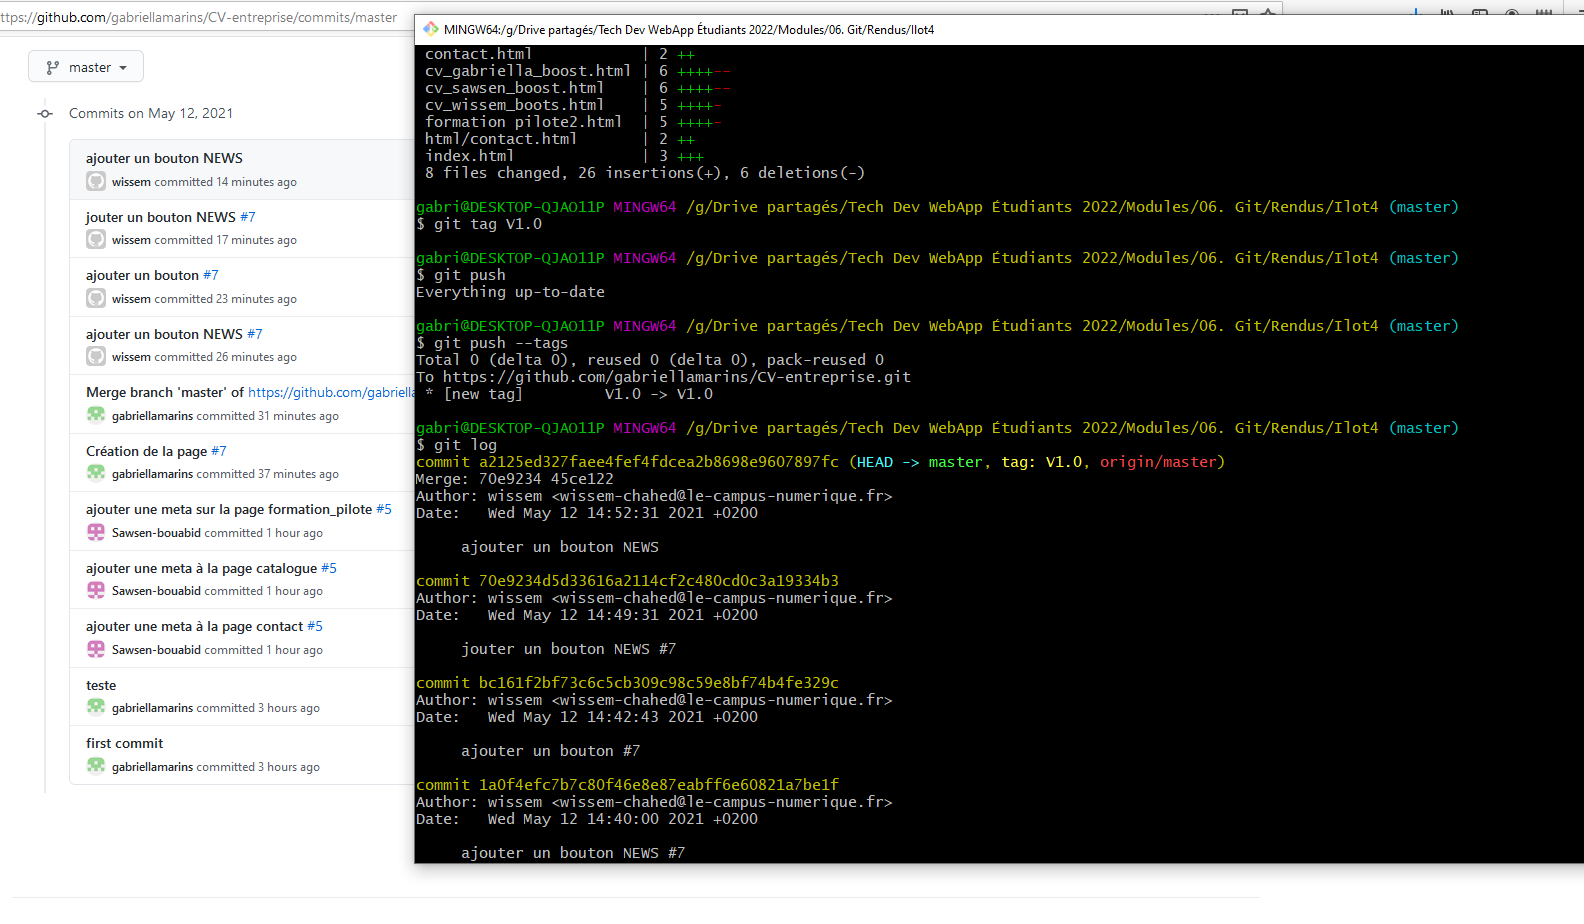 ttps://github.com/gabriellamarins/CV-entreprise/commits/master
master
Commits on May 12, 2021
ajouter un bouton NEWS
wissem committed 14 minutes ago
jouter un bouton NEWS #7
wissem committed 17 minutes ago
ajouter un bouton #7
wissem committed 23 minutes ago
ajouter un bouton NEWS #7
wissem committed 26 minutes ago
Merge branch 'master' of https://github.com/gabriella
gabriellamarins committed 31 minutes ago
Création de la page #7
gabriellamarins committed 37 minutes ago
ajouter une meta sur la page formation_pilote #5
Sawsen-bouabid committed 1 hour ago
ajouter une meta à la page catalogue #5
Sawsen-bouabid committed 1 hour ago
ajouter une meta à la page contact #5
Sawsen-bouabid committed 1 hour ago
teste
gabriellamarins committed 3 hours ago
first commit
gabriellamarins committed 3 hours ago
MINGW64:/g/Drive partagés/Tech Dev WebApp Étudiants 2022/Modules/06. Git/Rendus/Ilot4
contact.html | 2 ++
cv_gabriella_boost.html | 6 ++++--
cv_sawsen_boost.html | 6 ++++--
cv_wissem_boots.html | 5 ++++-
formation pilote2.html | 5 ++++-
html/contact.html | 2 ++
index.html | 3 +++
8 files changed, 26 insertions(+), 6 deletions(-)
gabri@DESKTOP-QJAO11P MINGW64 /g/Drive partagés/Tech Dev WebApp Étudiants 2022/Modules/06. Git/Rendus/Ilot4 (master)
$ git tag V1.0
gabri@DESKTOP-QJAO11P MINGW64 /g/Drive partagés/Tech Dev WebApp Étudiants 2022/Modules/06. Git/Rendus/Ilot4 (master)
$ git push
Everything up-to-date
gabri@DESKTOP-QJAO11P MINGW64 /g/Drive partagés/Tech Dev WebApp Étudiants 2022/Modules/06. Git/Rendus/Ilot4 (master)
$ git push --tags
Total 0 (delta 0), reused 0 (delta 0), pack-reused 0
To https://github.com/gabriellamarins/CV-entreprise.git
* [new tag] V1.0 -> V1.0
gabri@DESKTOP-QJAO11P MINGW64 /g/Drive partagés/Tech Dev WebApp Étudiants 2022/Modules/06. Git/Rendus/Ilot4 (master)
$ git log
commit a2125ed327faee4fef4fdcea2b8698e9607897fc (HEAD -> master, tag: V1.0, origin/master)
Merge: 70e9234 45ce122
Author: wissem <wissem-chahed@le-campus-numerique.fr>
Date: Wed May 12 14:52:31 2021 +0200
ajouter un bouton NEWS
commit 70e9234d5d33616a2114cf2c480cd0c3a19334b3
Author: wissem <wissem-chahed@le-campus-numerique.fr>
Date: Wed May 12 14:49:31 2021 +0200
jouter un bouton NEWS #7
commit bc161f2bf73c6c5cb309c98c59e8bf74b4fe329c
Author: wissem <wissem-chahed@le-campus-numerique.fr>
Date: Wed May 12 14:42:43 2021 +0200
ajouter un bouton #7
commit 1a0f4efc7b7c80f46e8e87eabff6e60821a7be1f
Author: wissem <wissem-chahed@le-campus-numerique.fr>
Date: Wed May 12 14:40:00 2021 +0200
ajouter un bouton NEWS #7